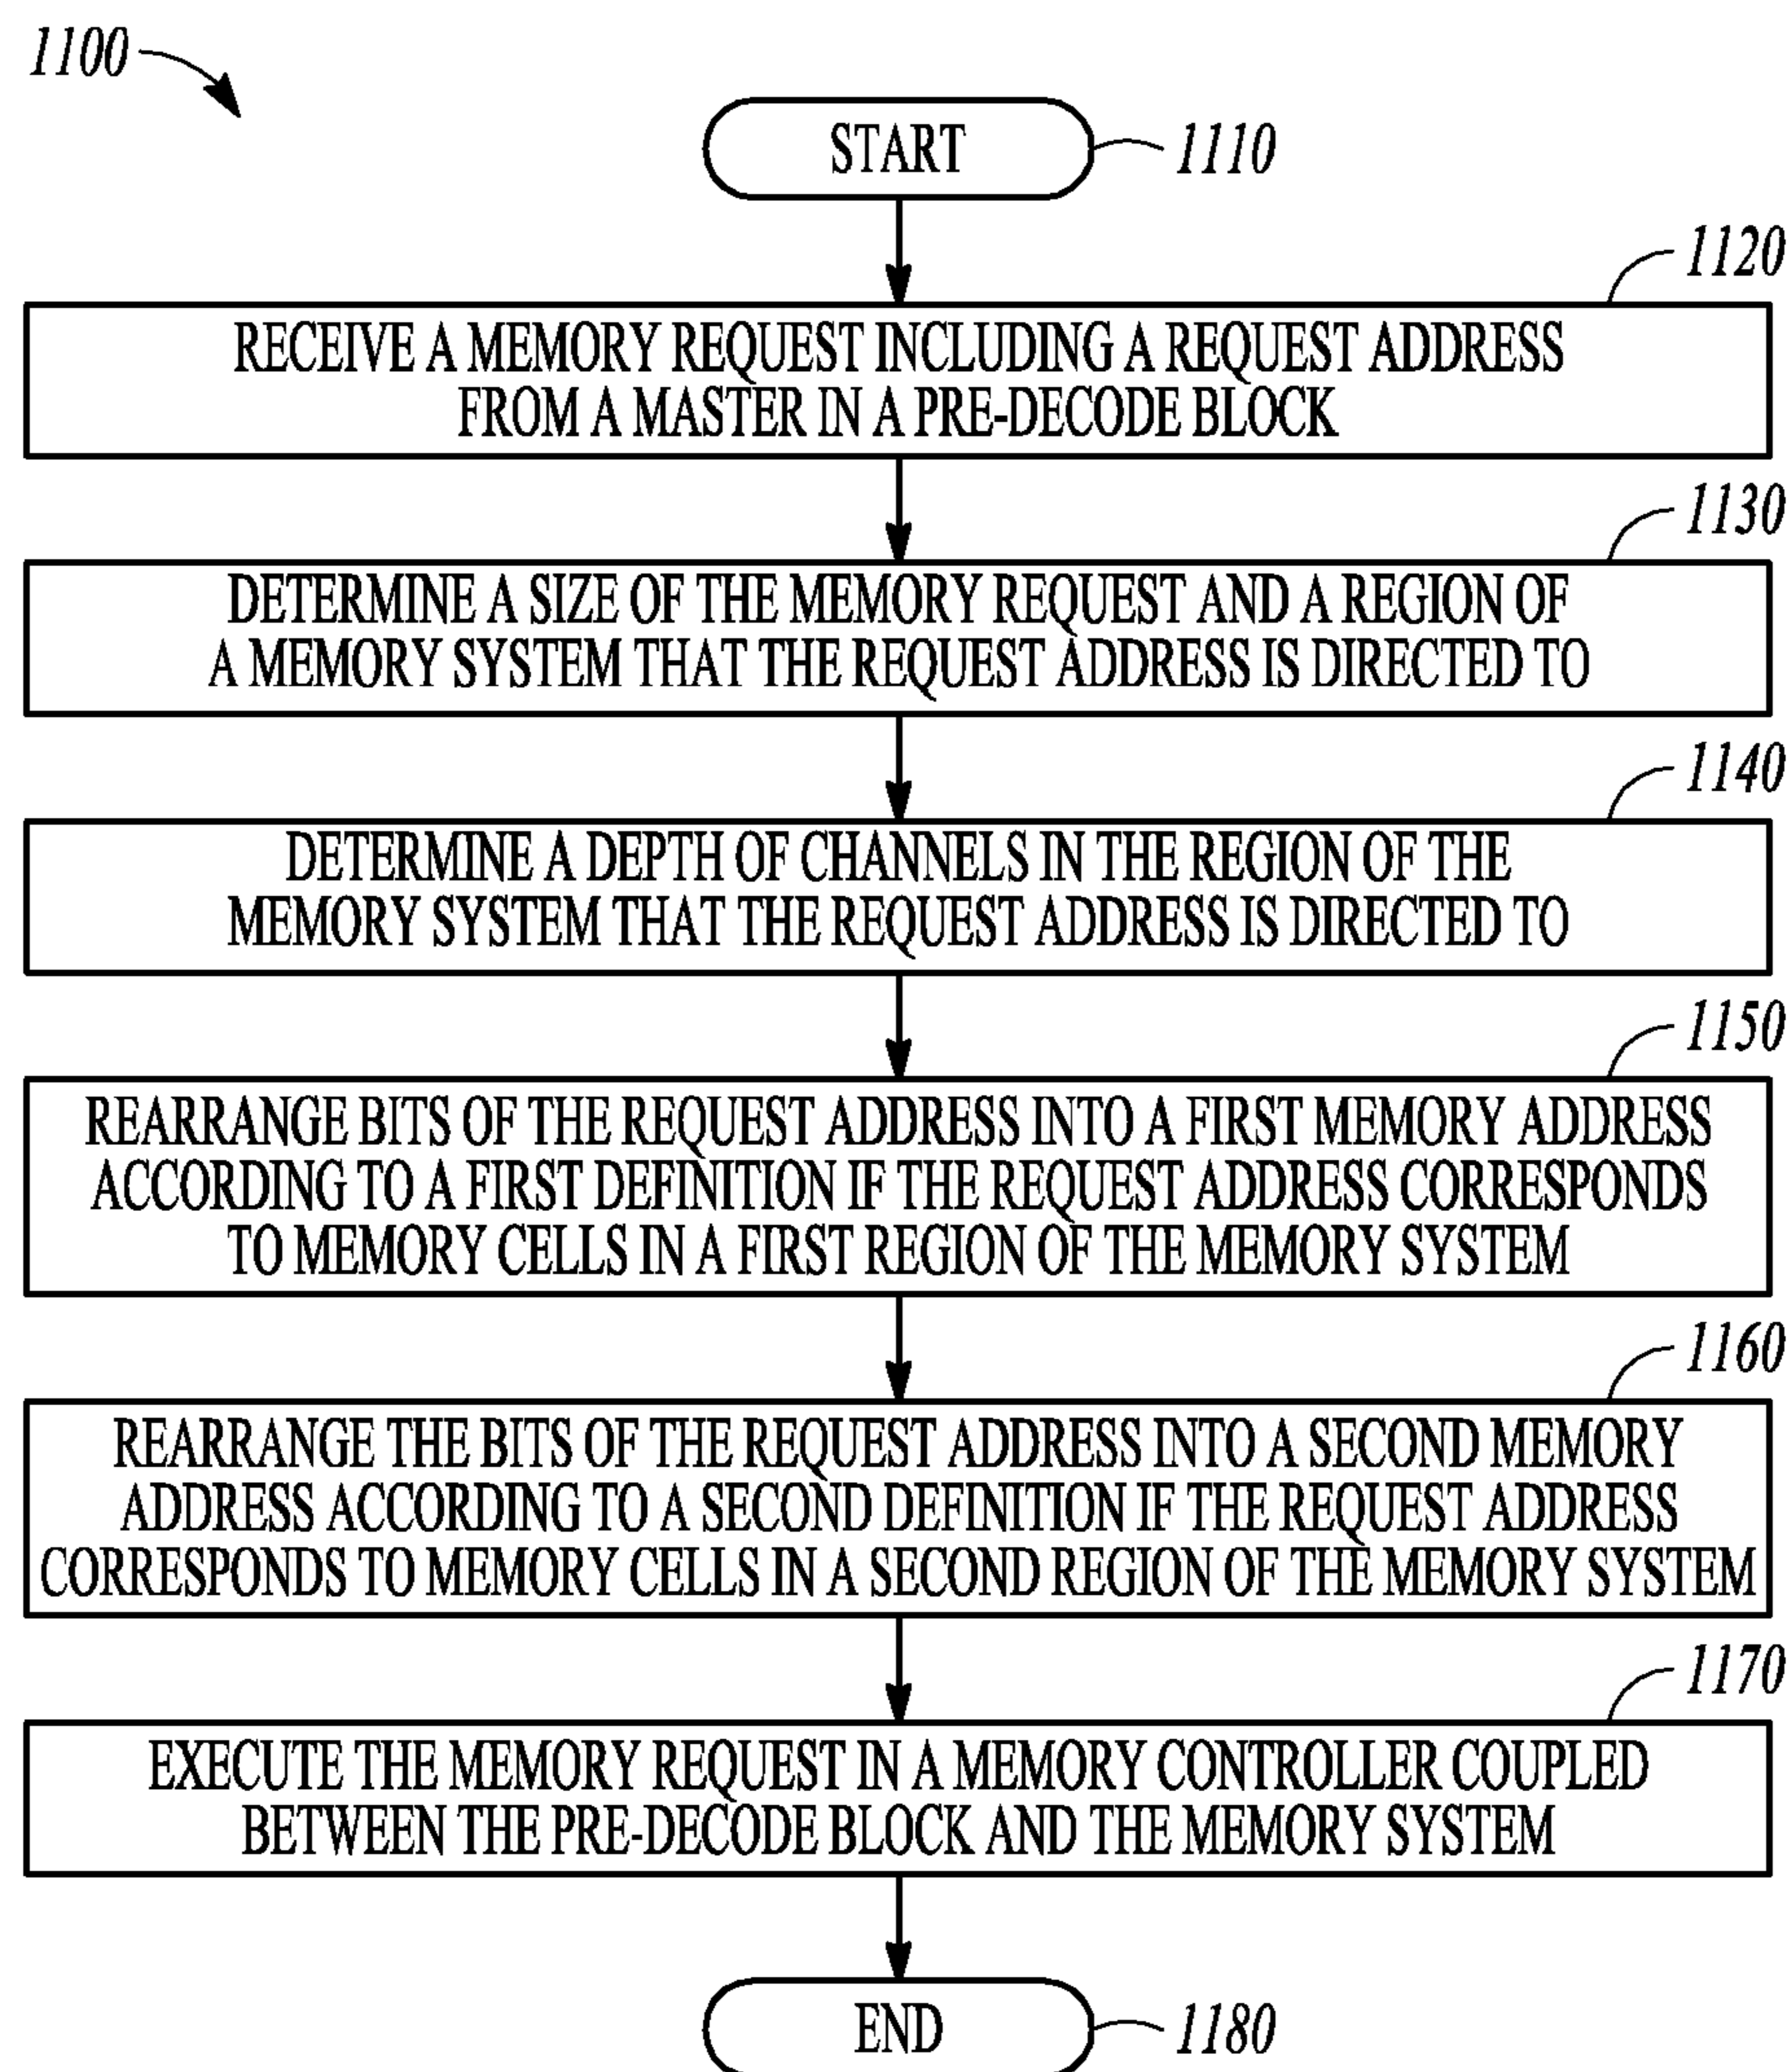 1100
START
1110
1120
RECEIVE A MEMORY REQUEST INCLUDING A REQUEST ADDRESS
FROM A MASTER IN A PRE-DECODE BLOCK
1130
DETERMINE A SIZE OF THE MEMORY REQUEST AND A REGION OF
A MEMORY SYSTEM THAT THE REQUEST ADDRESS IS DIRECTED TO
1140
DETERMINE A DEPTH OF CHANNELS IN THE REGION OF THE
MEMORY SYSTEM THAT THE REQUEST ADDRESS IS DIRECTED TO
1150
REARRANGE BITS OF THE REQUEST ADDRESS INTO A FIRST MEMORY ADDRESS
ACCORDING TO A FIRST DEFINITION IF THE REQUEST ADDRESS CORRESPONDS
TO MEMORY CELLS IN A FIRST REGION OF THE MEMORY SYSTEM
1160
REARRANGE THE BITS OF THE REQUEST ADDRESS INTO A SECOND MEMORY
ADDRESS ACCORDING TO A SECOND DEFINITION IF THE REQUEST ADDRESS
CORRESPONDS TO MEMORY CELLS IN A SECOND REGION OF THE MEMORY SYSTEM
1170
EXECUTE THE MEMORY REQUEST IN A MEMORY CONTROLLER COUPLED
BETWEEN THE PRE-DECODE BLOCK AND THE MEMORY SYSTEM
END
1180